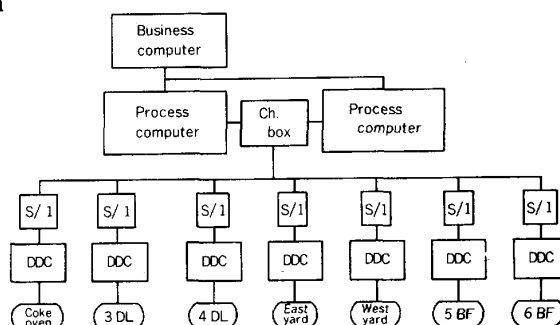 Business
computer
Process
computer
Ch.
box
Process
computer
S/1
S/1
S/1
S/1
S/1
S/1
S/1
DDC
DDC
DDC
DDC
DDC
DDC
DDC
Coke
oven
3 DL
4 DL
East
yard
West
yard
5 BF
6 BF